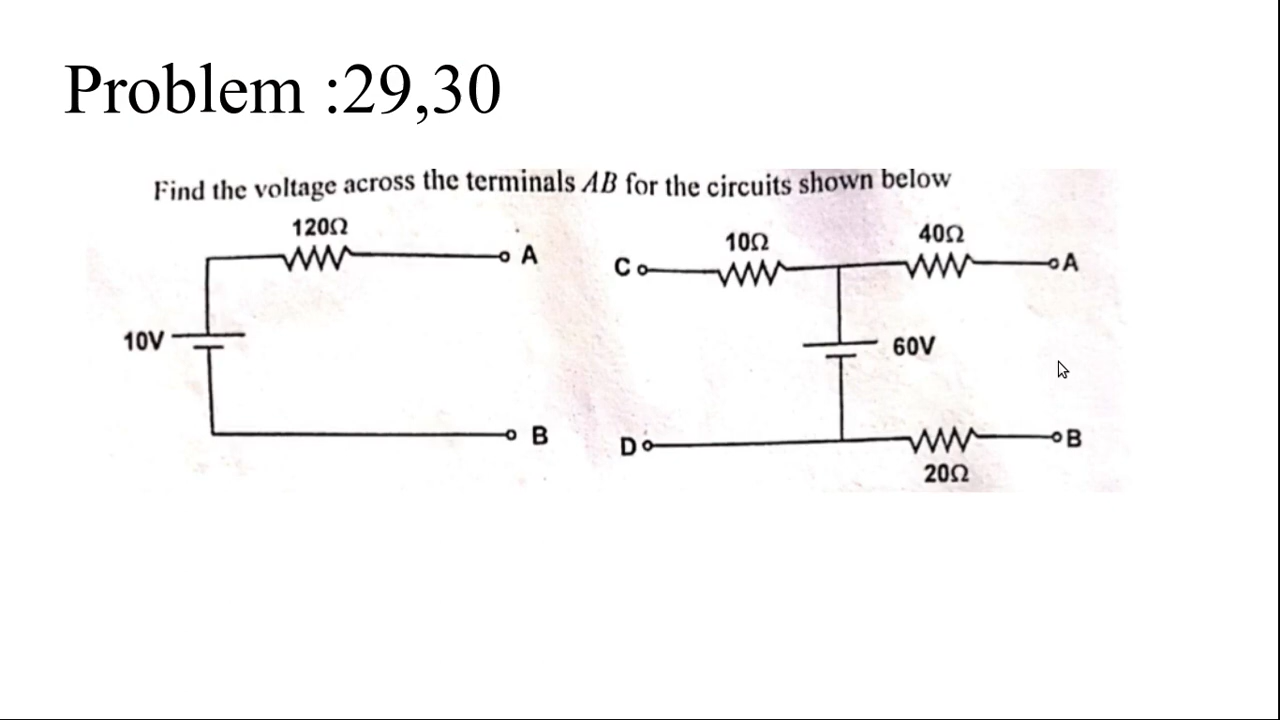 Problem :29,30
Find the voltage across the terminals AB for the circuits shown below
120Ω
A
10V
B
10Ω
40Ω
C
A
60V
D
B
20Ω